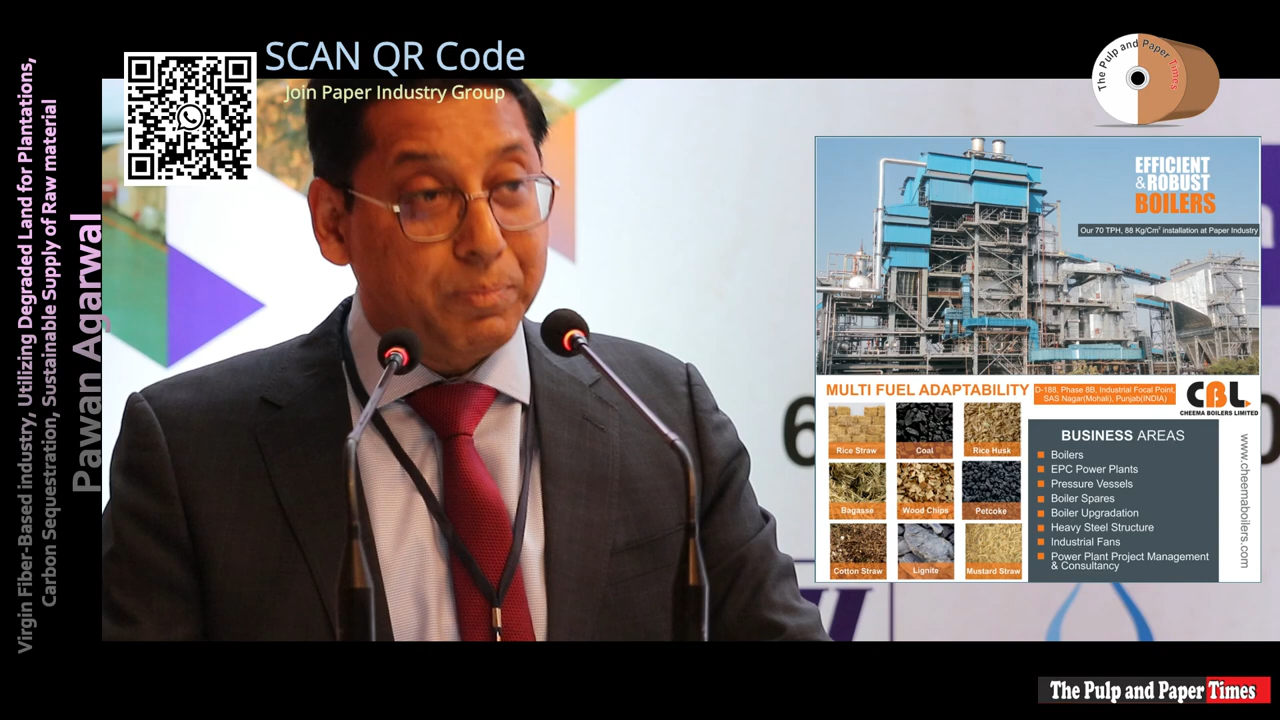 Virgin Fiber-Based industry, Utilizing Degraded Land for Plantations,
Carbon Sequestration, Sustainable Supply of Raw material
Pawan Agarwal
SCAN QR Code
Join Paper Industry Group
The Pulp and Paper Times
EFFICIENT
&ROBUST
BOILERS
Our 70 TPH, 88 Kg/Cm² installation at Paper Industry
MULTI FUEL ADAPTABILITY
D-188, Phase 8B, Industrial Focal Point,
SAS Nagar(Mohali), Punjab(INDIA)
CBL
CHEEMA BOILERS LIMITED
Rice Straw
Coal
Rice Husk
Bagasse
Wood Chips
Petcoke
Cotton Straw
Lignite
Mustard Straw
BUSINESS AREAS
Boilers
EPC Power Plants
Pressure Vessels
Boiler Spares
Boiler Upgradation
Heavy Steel Structure
Industrial Fans
Power Plant Project Management
& Consultancy
www.cheemaboilers.com
6
The Pulp and Paper Times